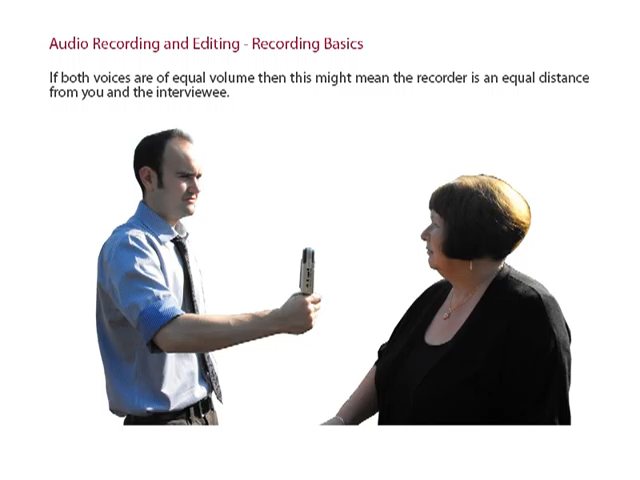 Audio Recording and Editing - Recording Basics
If both voices are of equal volume then this might mean the recorder is an equal distance
from you and the interviewee.